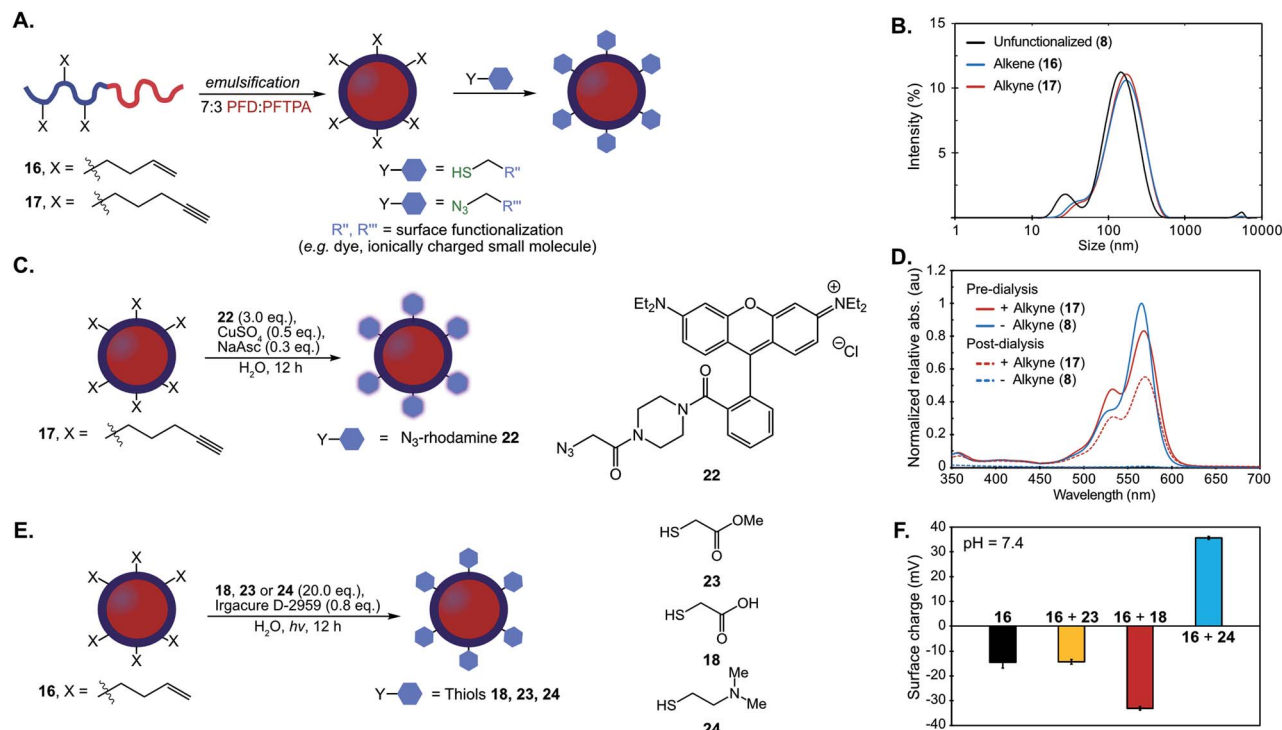 A.
X
X
X
emulsification
7:3 PFD:PFTPA
X
X
X
X
X
X
Y
16, X =
17, X =
Y = HS R"
Y = N3 R'''
R", R''' = surface functionalization
(e.g. dye, ionically charged small molecule)
B.
Intensity (%)
15
10
5
Unfunctionalized (8)
Alkene (16)
Alkyne (17)
1 10 100 1000 10000
Size (nm)
C.
X
X
X
X
X
X
22 (3.0 eq.),
CuSO4 (0.5 eq.),
NaAsc (0.3 eq.)
H2O, 12 h
17, X =
Y = N3-rhodamine 22
Et2N O NEt2
⊕
⊖Cl
O
N
N
N3
O
22
D.
Normalized relative abs. (au)
1.2
1
0.8
0.6
0.4
0.2
0
Pre-dialysis
+ Alkyne (17)
- Alkyne (8)
Post-dialysis
+ Alkyne (17)
- Alkyne (8)
350 400 450 500 550 600 650 700
Wavelength (nm)
E.
X
X
X
X
X
X
18, 23 or 24 (20.0 eq.),
Irgacure D-2959 (0.8 eq.)
H2O, hv, 12 h
16, X =
Y = Thiols 18, 23, 24
HS OMe
O
23
HS OH
O
18
Me
HS N Me
24
F.
Surface charge (mV)
40
30
20
10
0
-10
-20
-30
-40
pH = 7.4
16 16 + 23 16 + 18
16 + 24